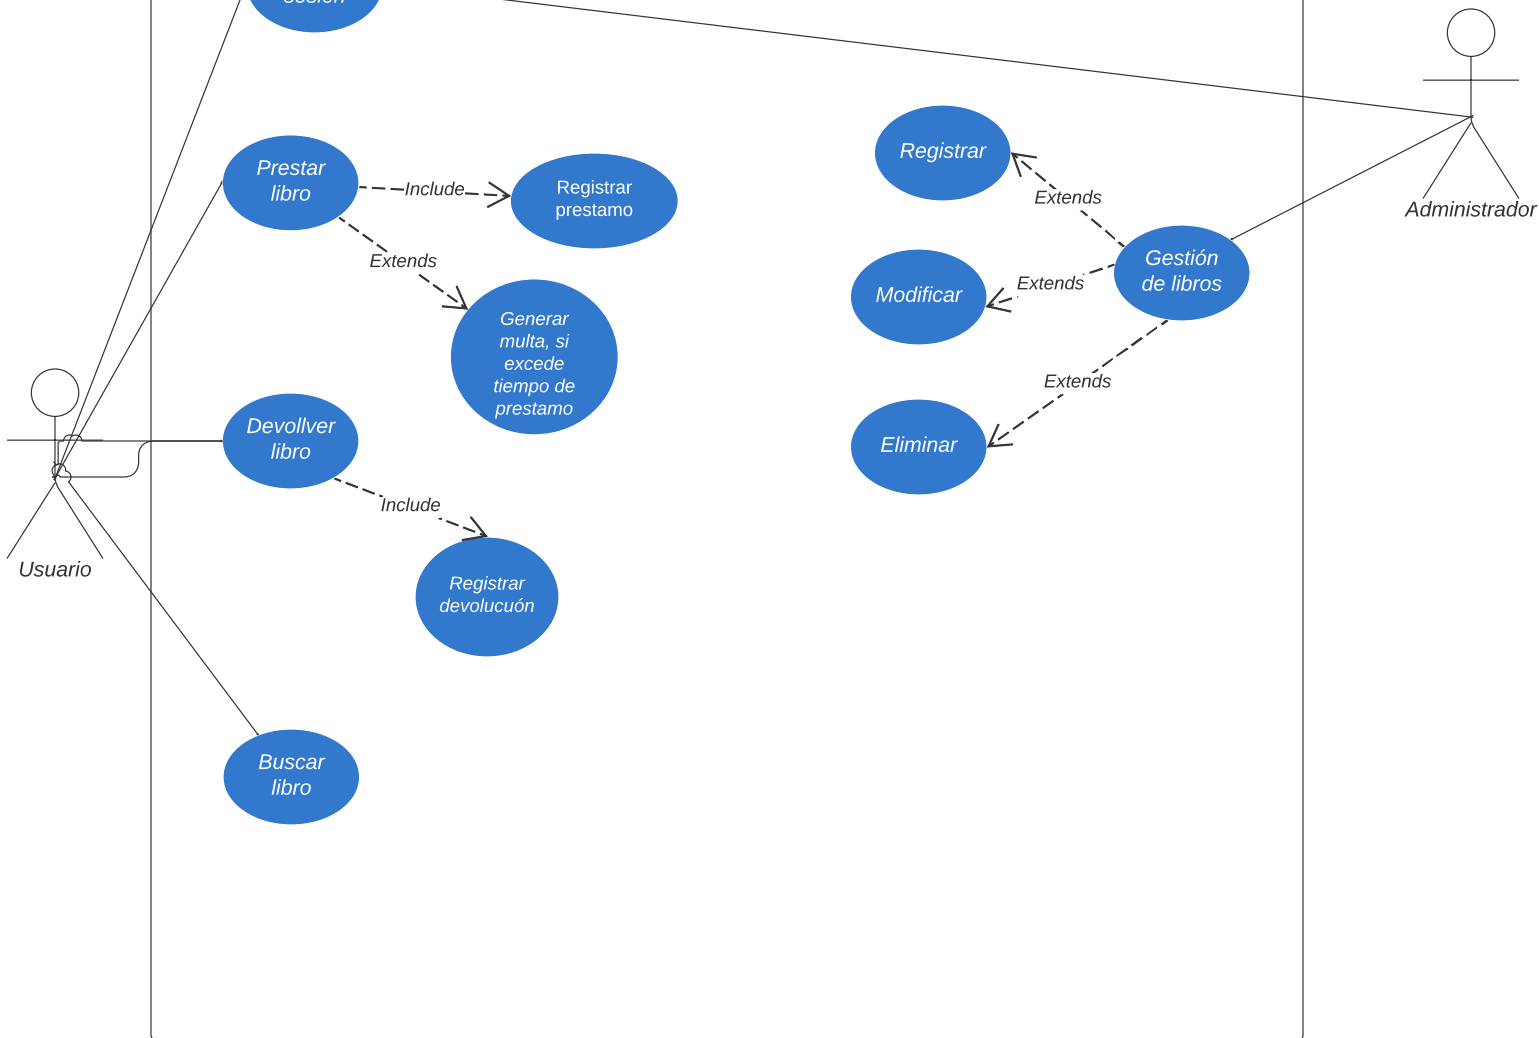 sesión
Prestar
libro
Include
Registrar
prestamo
Extends
Generar
multa, si
excede
tiempo de
prestamo
Devollver
libro
Include
Registrar
devolucuón
Buscar
libro
Usuario
Registrar
Extends
Modificar
Extends
Gestión
de libros
Extends
Eliminar
Administrador